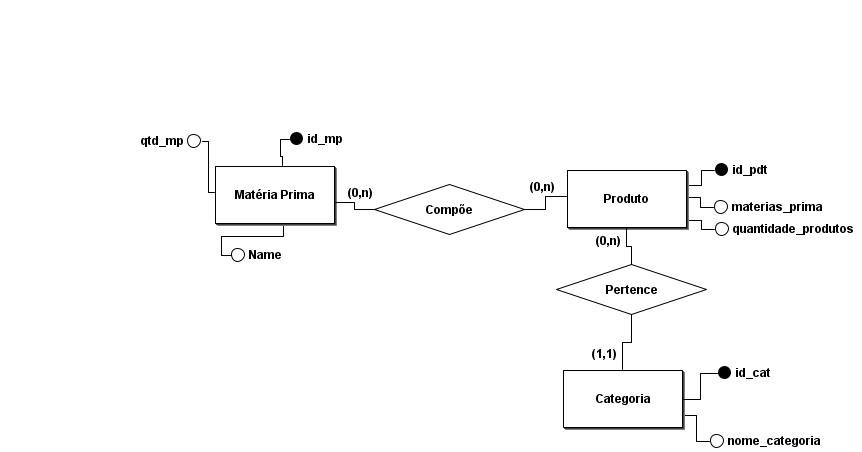 qtd_mp
id_mp
Matéria Prima
(0,n)
Compõe
(0,n)
Produto
id_pdt
materias_prima
quantidade_produtos
Name
(0,n)
Pertence
(1,1)
Categoria
id_cat
nome_categoria